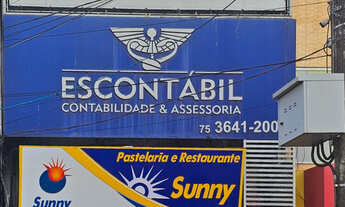 ESCONTÁBIL
CONTABILIDADE & ASSESSORIA
75 3641-200
Pastelaria e Restaurante
Sunny
Sunny